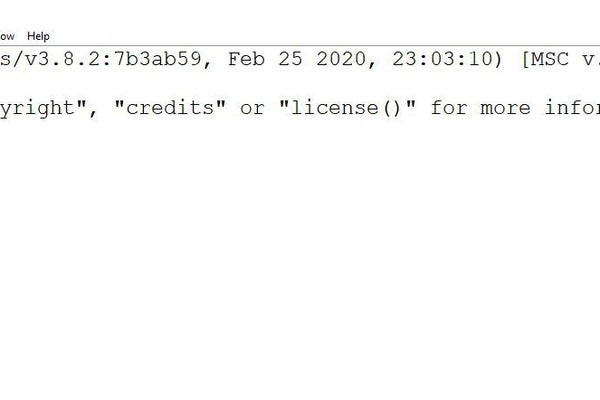 ow Help
s/v3.8.2:7b3ab59, Feb 25 2020, 23:03:10) [MSC v.
yright", "credits" or "license()" for more infor